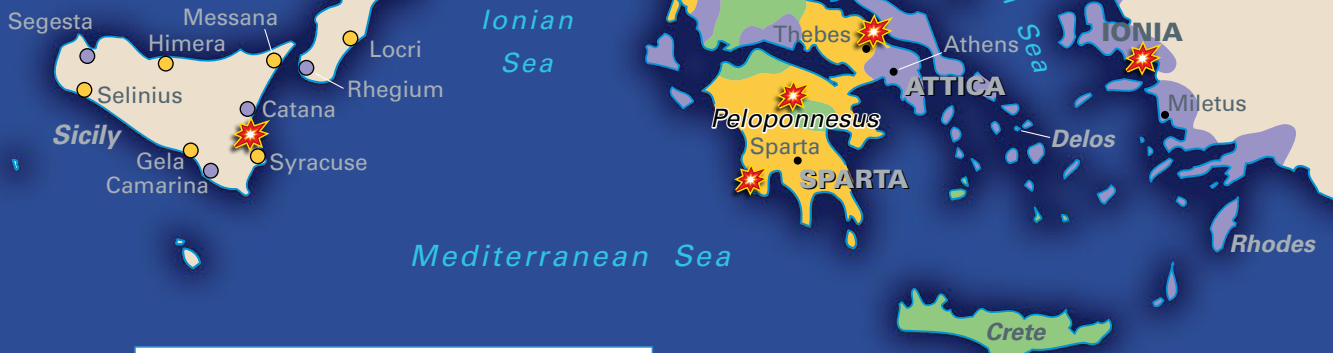 Segesta
Messana
Himera
Locri
Rhegium
Selinius
Catana
Sicily
Gela
Syracuse
Camarina
Ionian
Sea
Thebes
Athens
ATTICA
Peloponnesus
Sparta
SPARTA
Sea
IONIA
Miletus
Delos
Rhodes
Mediterranean Sea
Crete